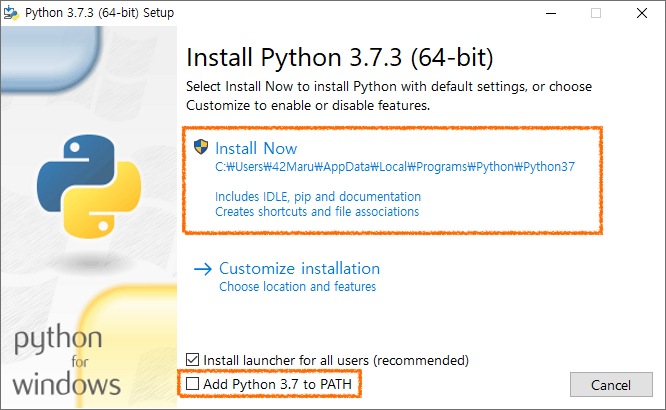 Python 3.7.3 (64-bit) Setup
Install Python 3.7.3 (64-bit)
Select Install Now to install Python with default settings, or choose
Customize to enable or disable features.
Install Now
C:₩Users₩42Maru₩AppData₩Local₩Programs₩Python₩Python37
Includes IDLE, pip and documentation
Creates shortcuts and file associations
Customize installation
Choose location and features
python
for
windows
Install launcher for all users (recommended)
Add Python 3.7 to PATH
Cancel